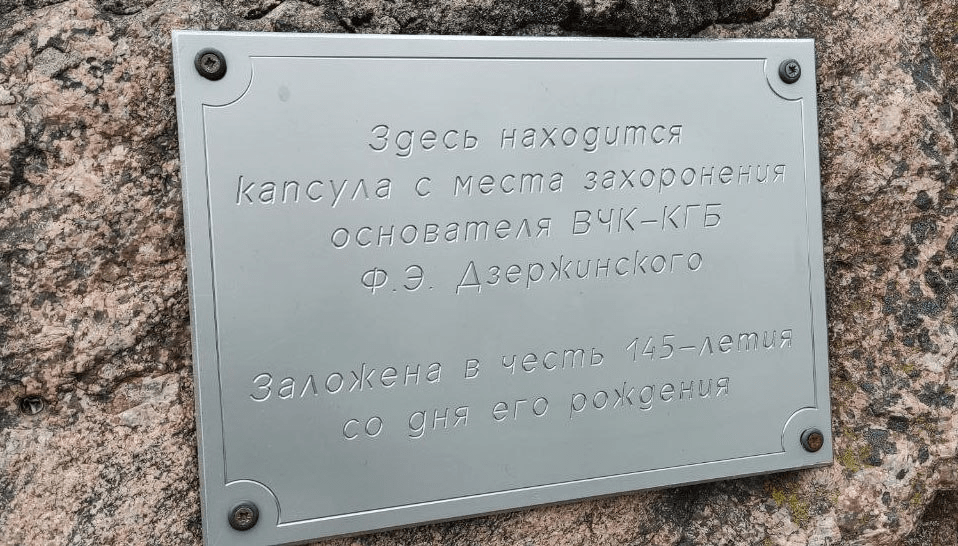 Здесь находится
капсула с места захоронения
основателя ВЧК-КГБ
Ф.Э. Дзержинского
Заложена в честь 145-летия
со дня его рождения